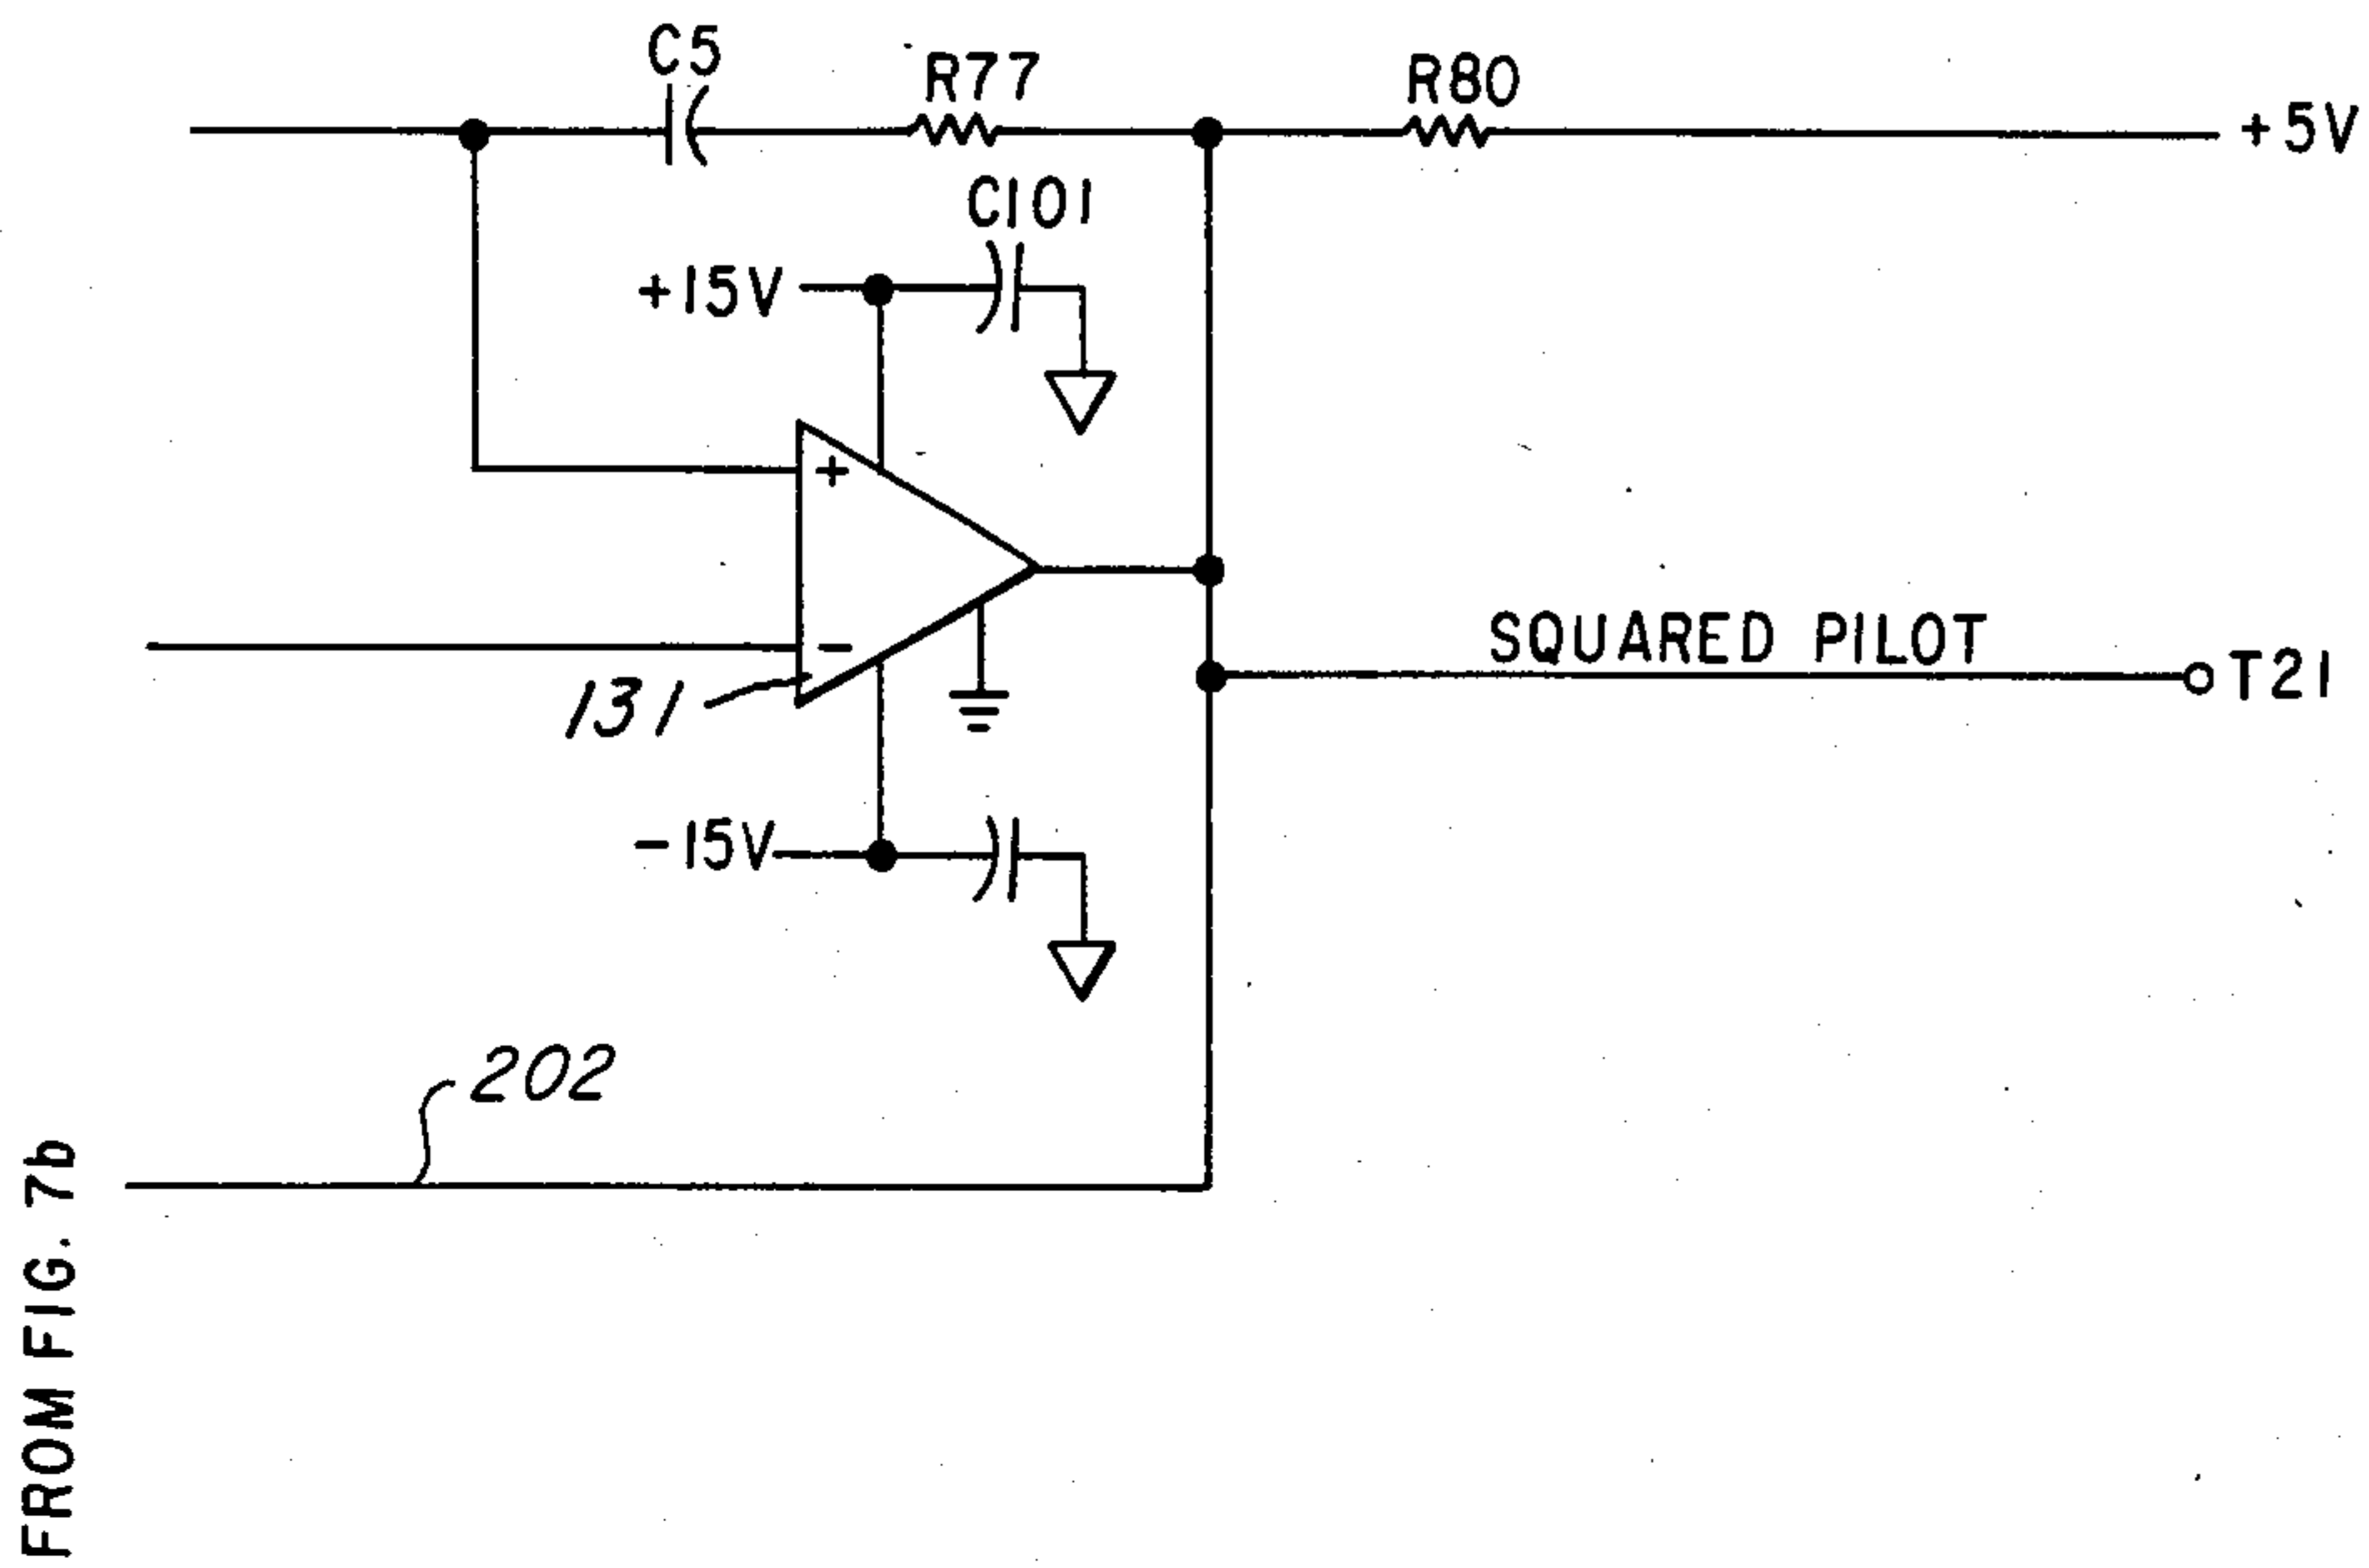 C5
R77
R80
+5V
C101
+15V
+
-
131
SQUARED PILOT
T21
-15V
202
FROM FIG. 7b